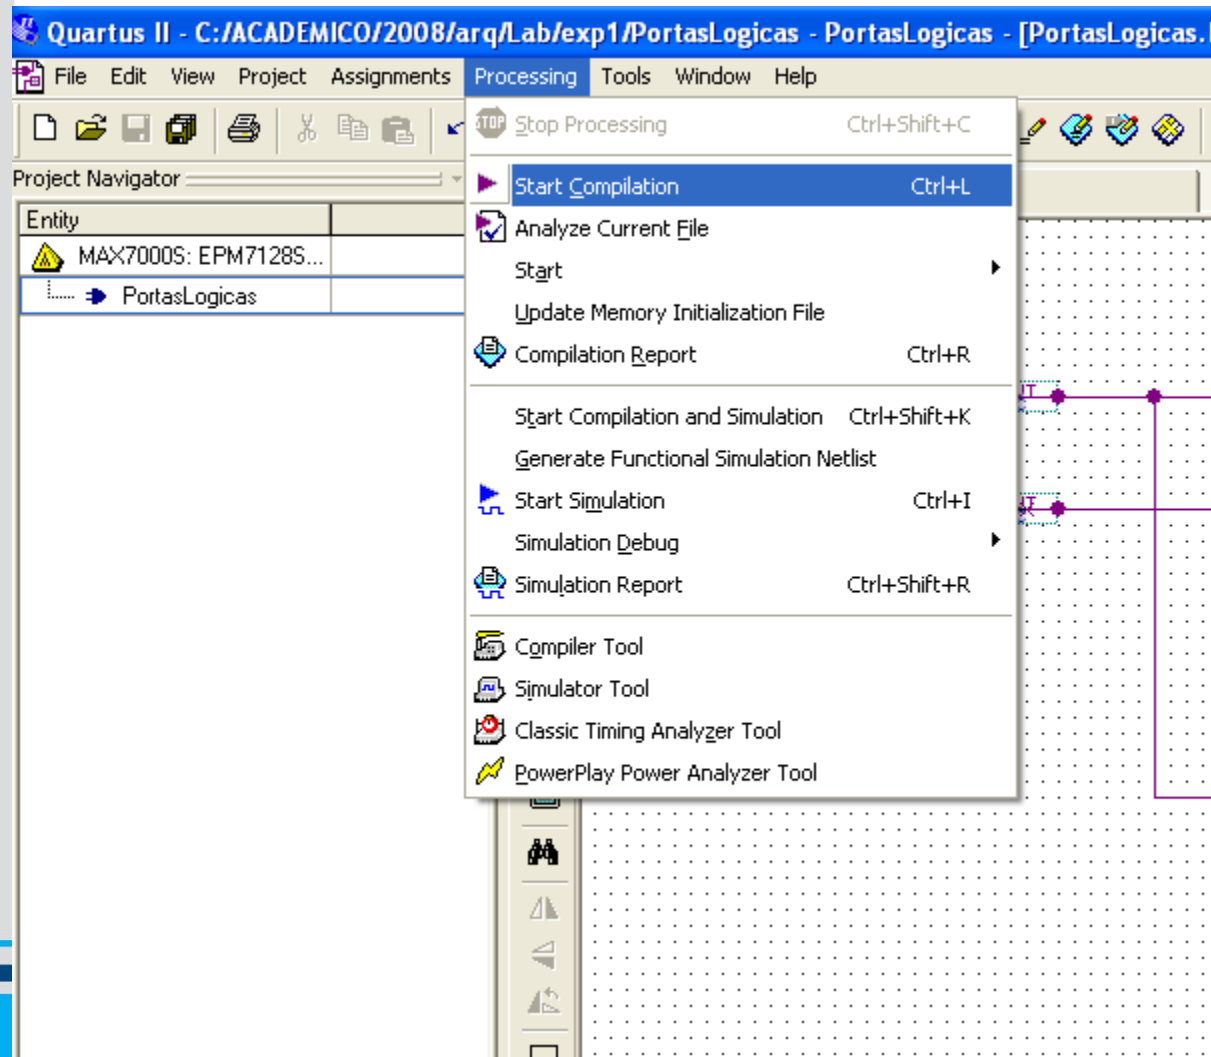 Quartus II - C:/ACADEMICO/2008/arq/Lab/exp1/PortasLogicas - PortasLogicas - [PortasLogicas.
File Edit View Project Assignments Processing Tools Window Help
STOP Stop Processing Ctrl+Shift+C
Project Navigator
Start Compilation Ctrl+L
Entity
Analyze Current File
MAX7000S: EPM7128S...
Start
PortasLogicas
Update Memory Initialization File
Compilation Report Ctrl+R
Start Compilation and Simulation Ctrl+Shift+K
Generate Functional Simulation Netlist
Start Simulation Ctrl+I
Simulation Debug
Simulation Report Ctrl+Shift+R
Compiler Tool
Simulator Tool
Classic Timing Analyzer Tool
PowerPlay Power Analyzer Tool